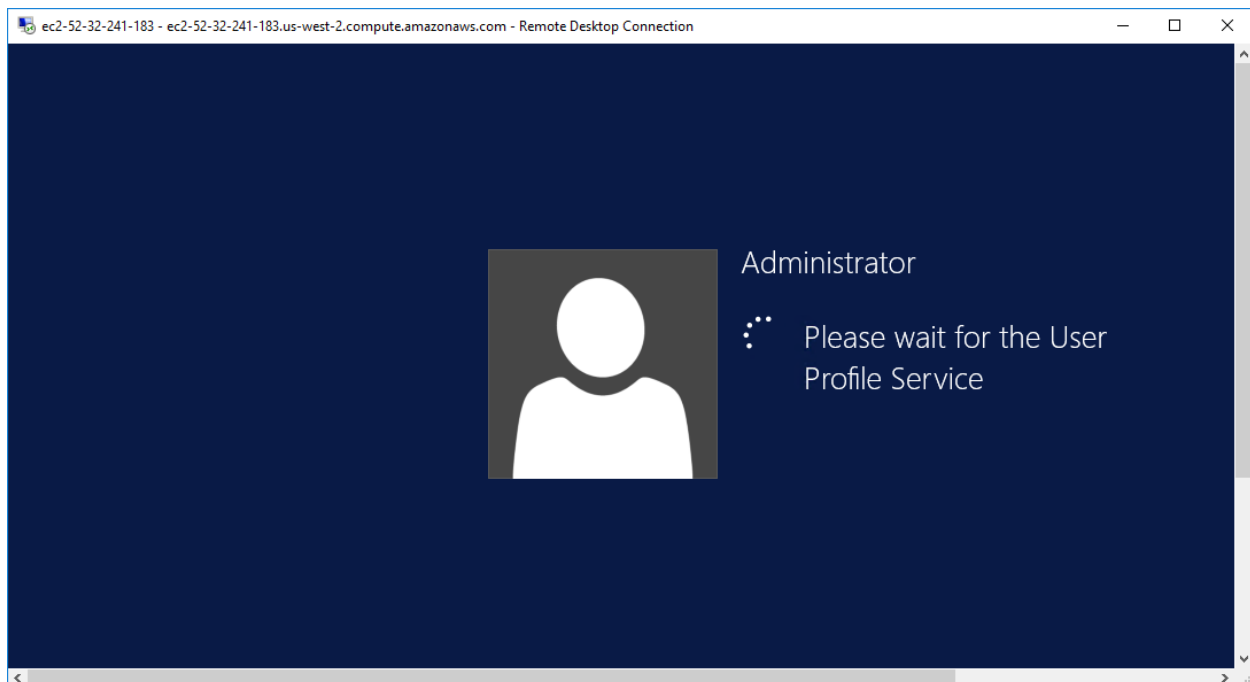 ec2-52-32-241-183 - ec2-52-32-241-183.us-west-2.compute.amazonaws.com - Remote Desktop Connection
Administrator
Please wait for the User
Profile Service